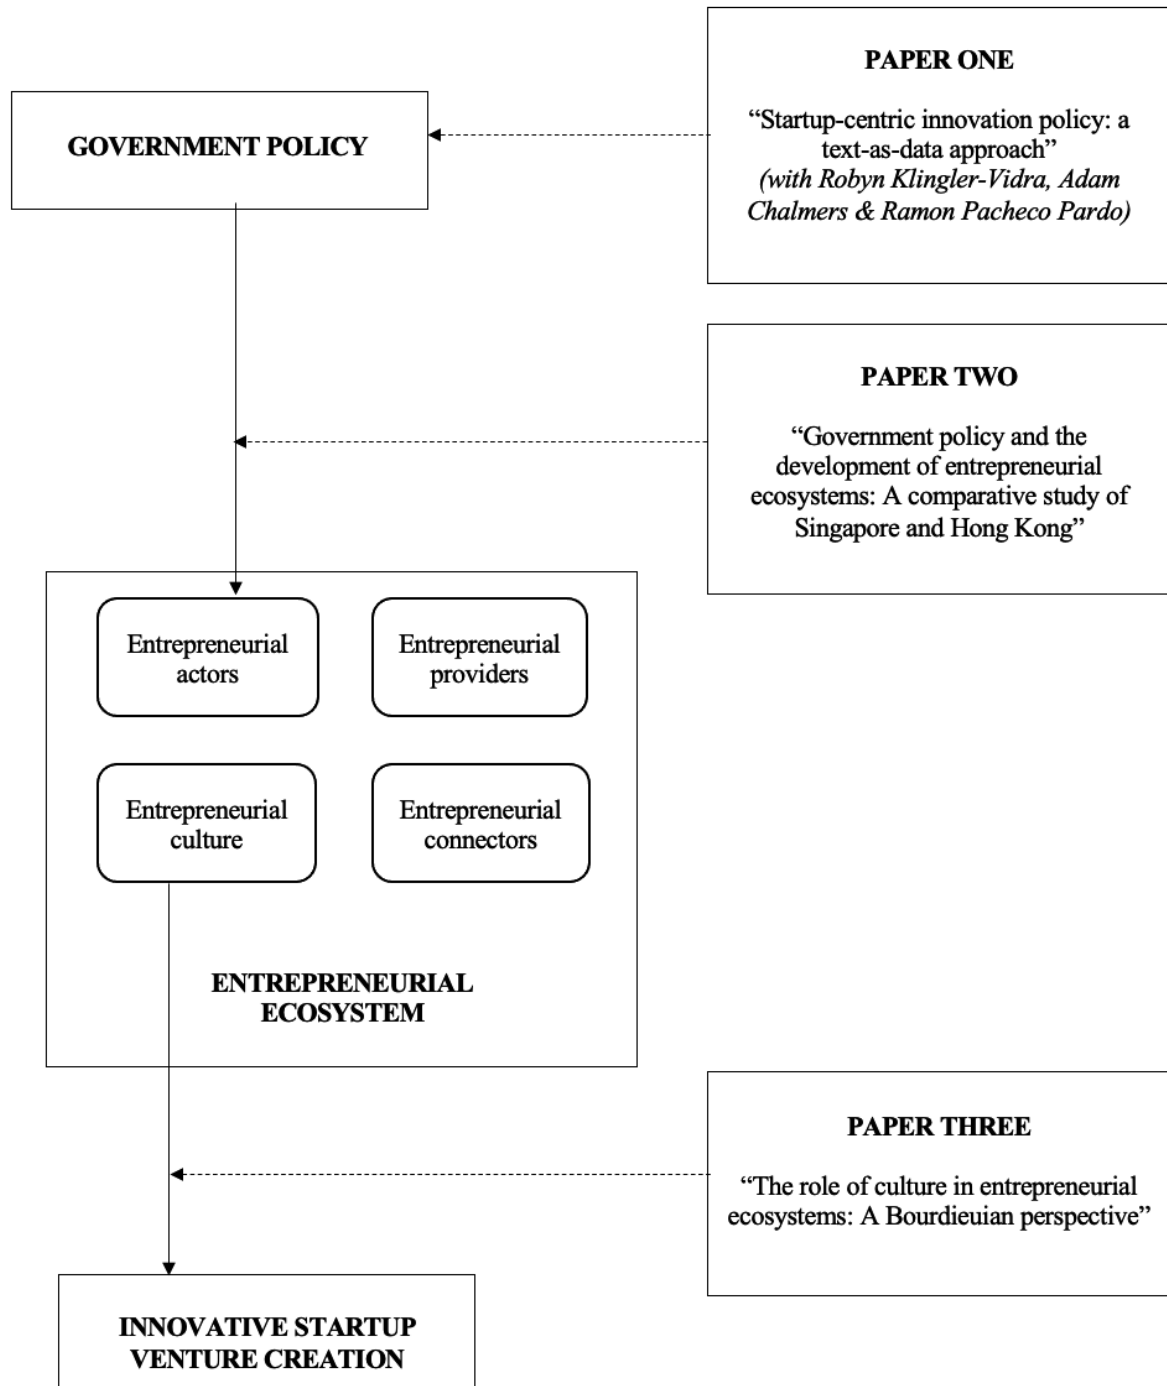 PAPER ONE
“Startup-centric innovation policy: a
text-as-data approach”
(with Robyn Klingler-Vidra, Adam
Chalmers & Ramon Pacheco Pardo)
GOVERNMENT POLICY
PAPER TWO
“Government policy and the
development of entrepreneurial
ecosystems: A comparative study of
Singapore and Hong Kong”
Entrepreneurial
actors
Entrepreneurial
providers
Entrepreneurial
culture
Entrepreneurial
connectors
ENTREPRENEURIAL
ECOSYSTEM
PAPER THREE
“The role of culture in entrepreneurial
ecosystems: A Bourdieuian perspective”
INNOVATIVE STARTUP
VENTURE CREATION